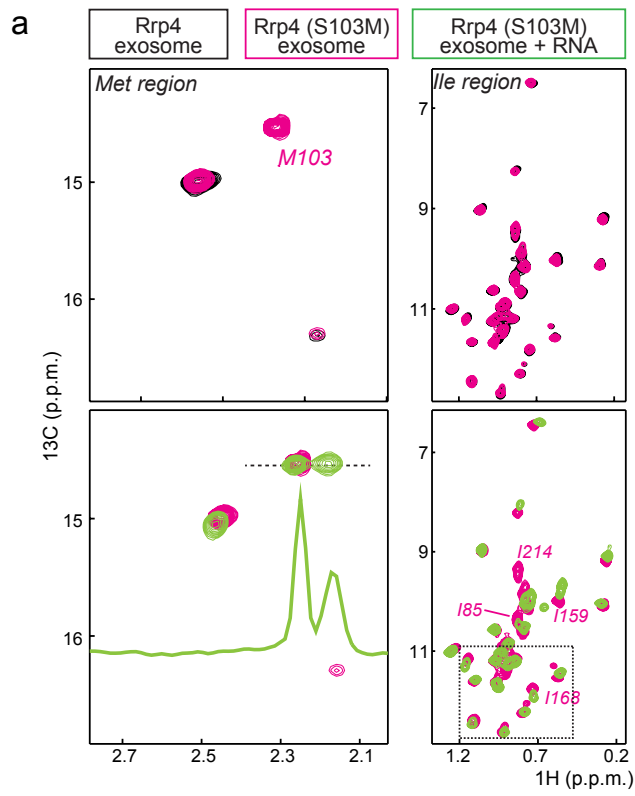 a
Rrp4
exosome
Rrp4 (S103M)
exosome
Rrp4 (S103M)
exosome + RNA
Met region
M103
15
16
Ile region
7
9
11
13C (p.p.m.)
15
16
2.7
2.5
2.3
2.1
7
9
11
I214
I85
I159
I168
1.2
0.7
0.2
1H (p.p.m.)